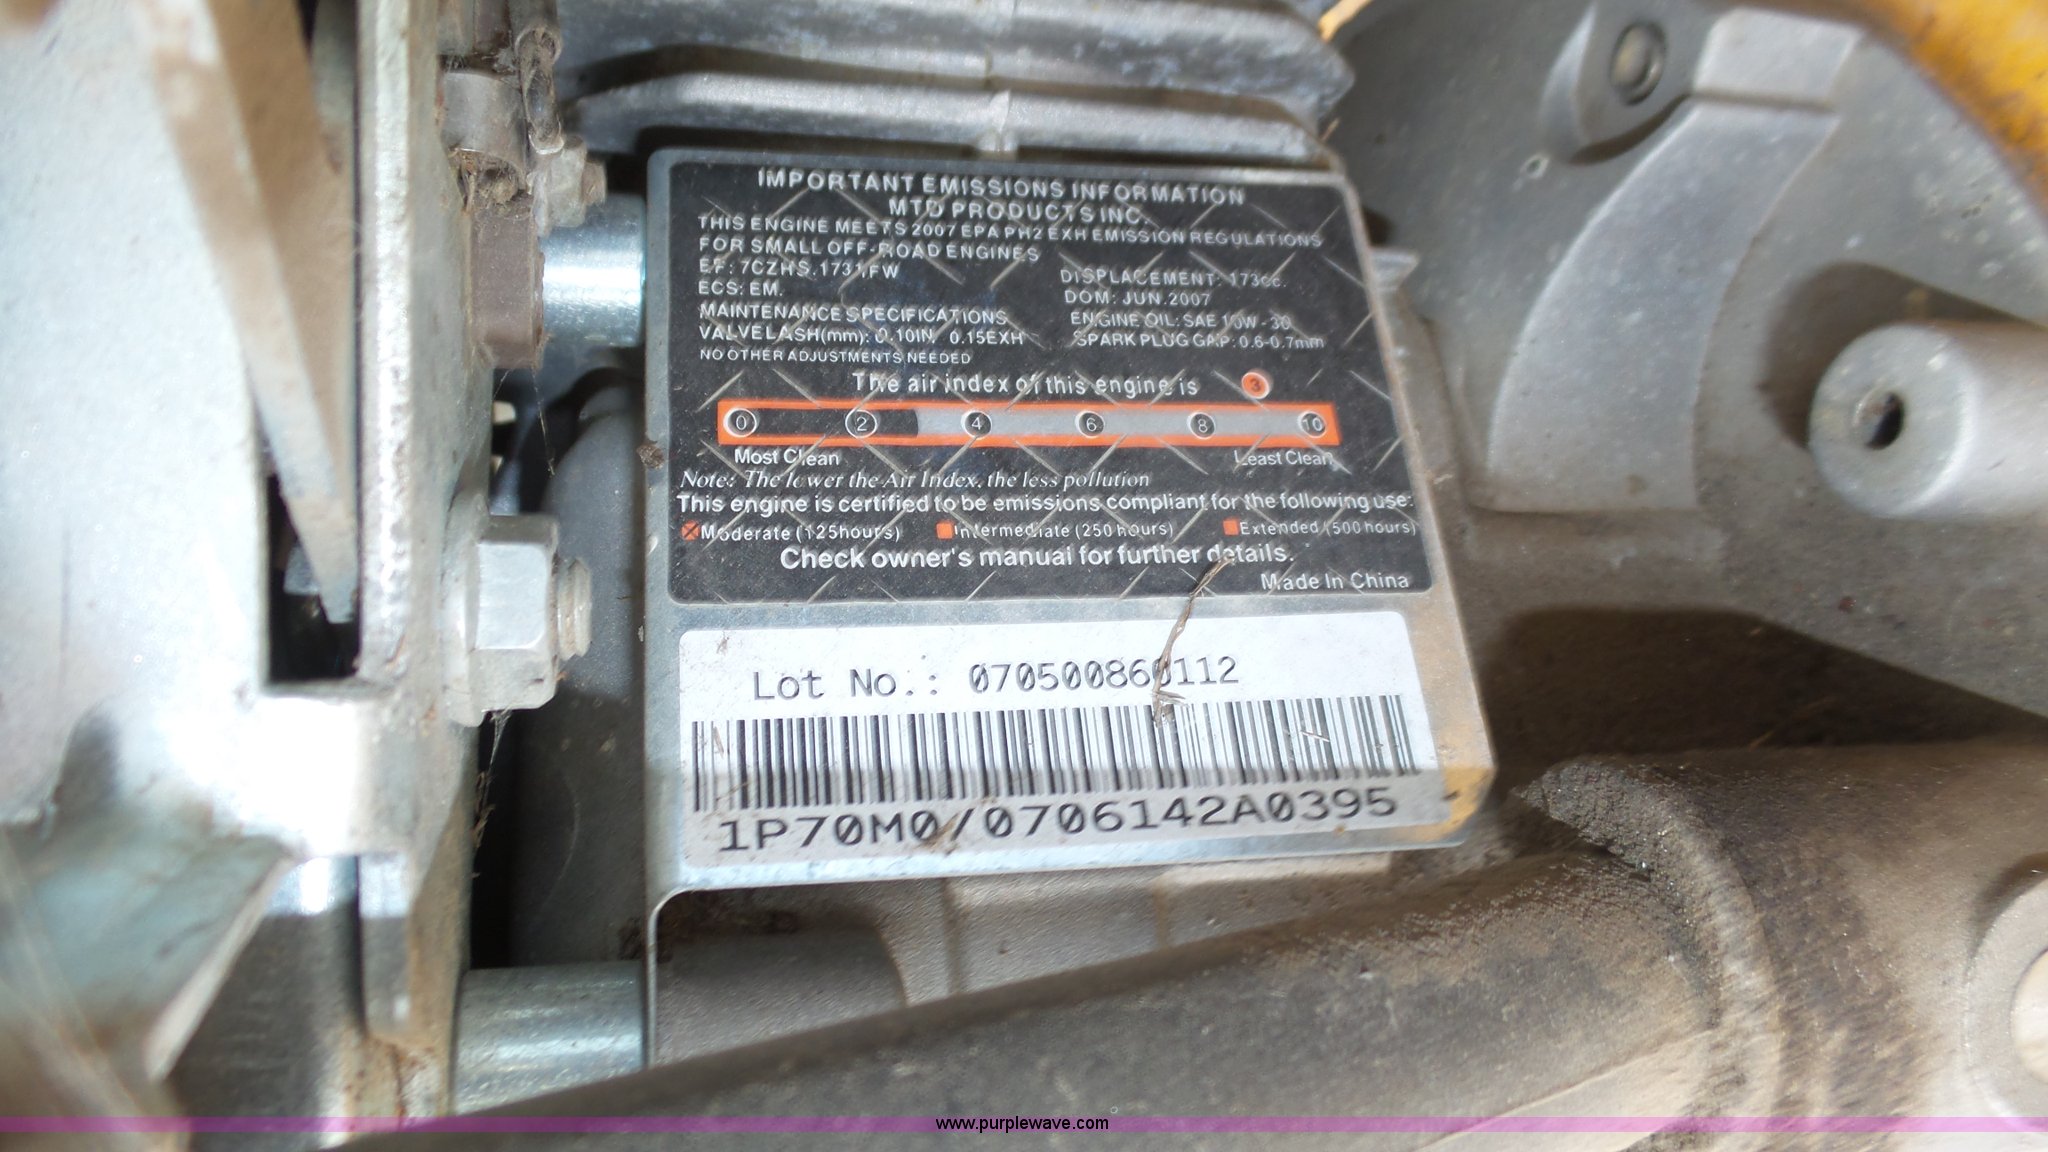 IMPORTANT EMISSIONS INFORMATION
MTD PRODUCTS INC.
THIS ENGINE MEETS 2007 EPA PH2 EXH EMISSION REGULATIONS
FOR SMALL OFF-ROAD ENGINES
EF: 7CZHS.1731FW
DISPLACEMENT: 173cc.
ECS: EM.
DOM: JUN.2007
MAINTENANCE SPECIFICATIONS
ENGINE OIL: SAE 10W-30
VALVE LASH(mm): 0.10IN 0.15EXH
SPARK PLUG GAP: 0.6-0.7mm
NO OTHER ADJUSTMENTS NEEDED
The air index of this engine is 3
0 2 4 6 8 10
Most Clean Least Clean
Note: The lower the Air Index, the less pollution
This engine is certified to be emissions compliant for the following use:
Moderate (125hours) Intermediate (250 hours) Extended (500 hours)
Check owner's manual for further details.
Made In China
Lot No.: 070500860112
1P70M0/0706142A0395
www.purplewave.com